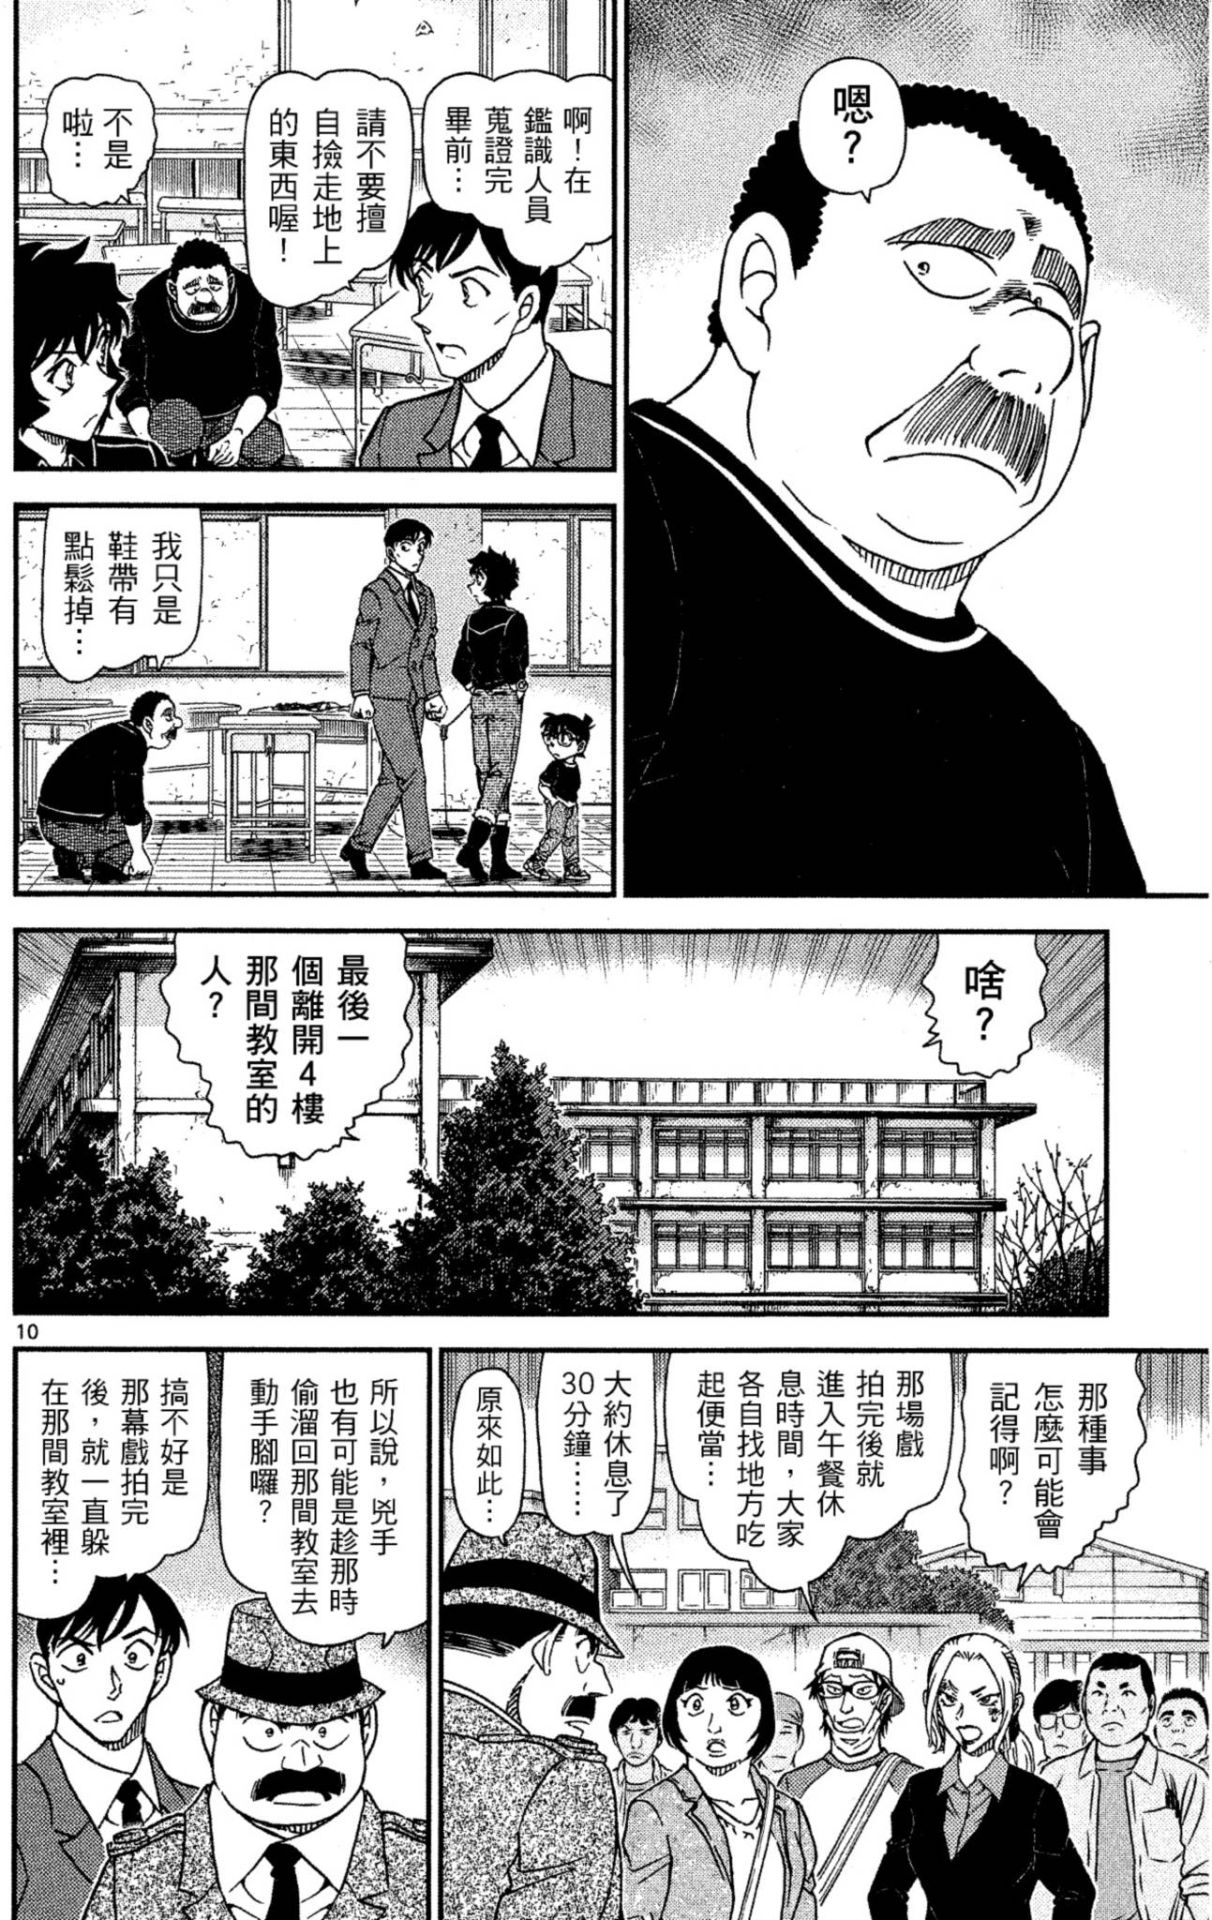 嗯？
啊！在
鑑識人員
蒐證完
畢前…
請不要擅
自撿走地上
的東西喔！
不是
啦…
我只是
鞋帶有
點鬆掉…
啥？
最後一
個離開4樓
那間教室的
人？
10
那種事
怎麼可能會
記得啊？
那場戲
拍完後就
進入午餐休
息時間，大家
各自找地方吃
起便當…
大約休息了
30分鐘……
原來如此…
所以說，兇手
也有可能是趁那時
偷溜回那間教室去
動手腳囉？
搞不好是
那幕戲拍完
後，就一直躲
在那間教室裡…